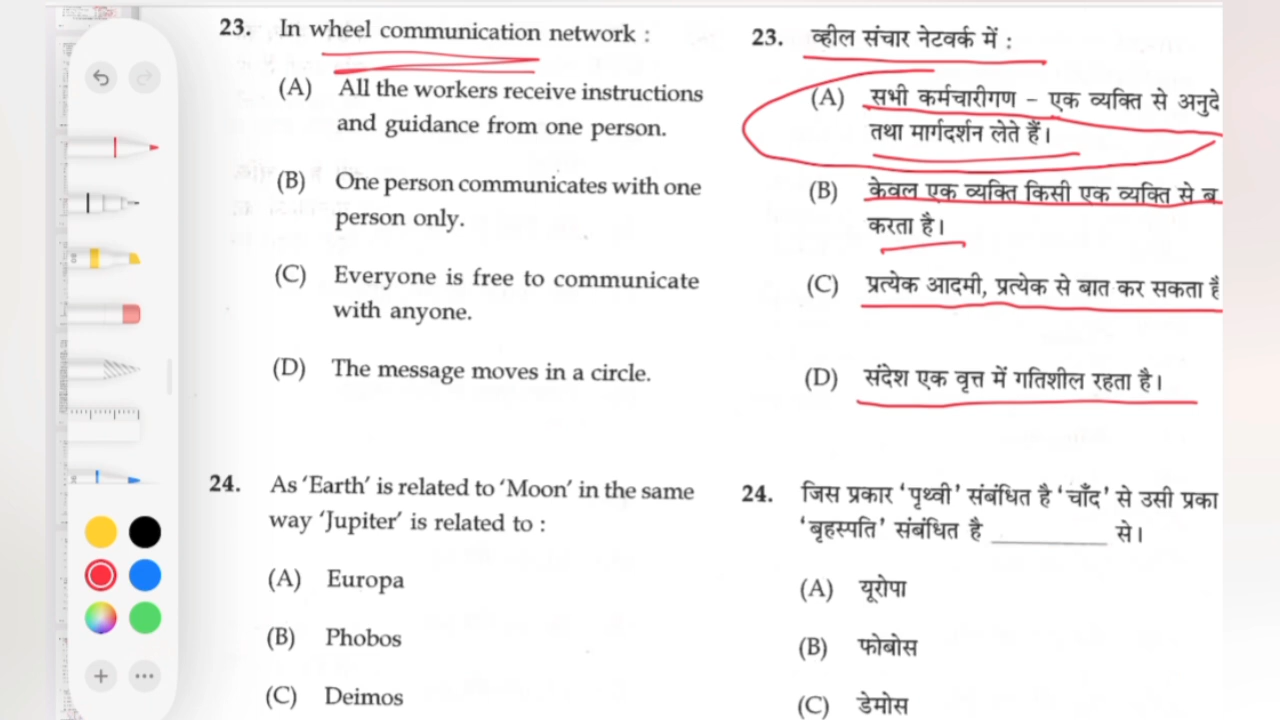 23. In wheel communication network :
(A) All the workers receive instructions
and guidance from one person.
(B) One person communicates with one
person only.
(C) Everyone is free to communicate
with anyone.
(D) The message moves in a circle.
24. As ‘Earth’ is related to ‘Moon’ in the same
way ‘Jupiter’ is related to :
(A) Europa
(B) Phobos
(C) Deimos
23. व्हील संचार नेटवर्क में :
(A) सभी कर्मचारीगण – एक व्यक्ति से अनुदे
तथा मार्गदर्शन लेते हैं।
(B) केवल एक व्यक्ति किसी एक व्यक्ति से ब
करता है।
(C) प्रत्येक आदमी, प्रत्येक से बात कर सकता है
(D) संदेश एक वृत्त में गतिशील रहता है।
24. जिस प्रकार ‘पृथ्वी’ संबंधित है ‘चाँद’ से उसी प्रका
‘बृहस्पति’ संबंधित है ________ से।
(A) यूरोपा
(B) फोबोस
(C) डेमोस